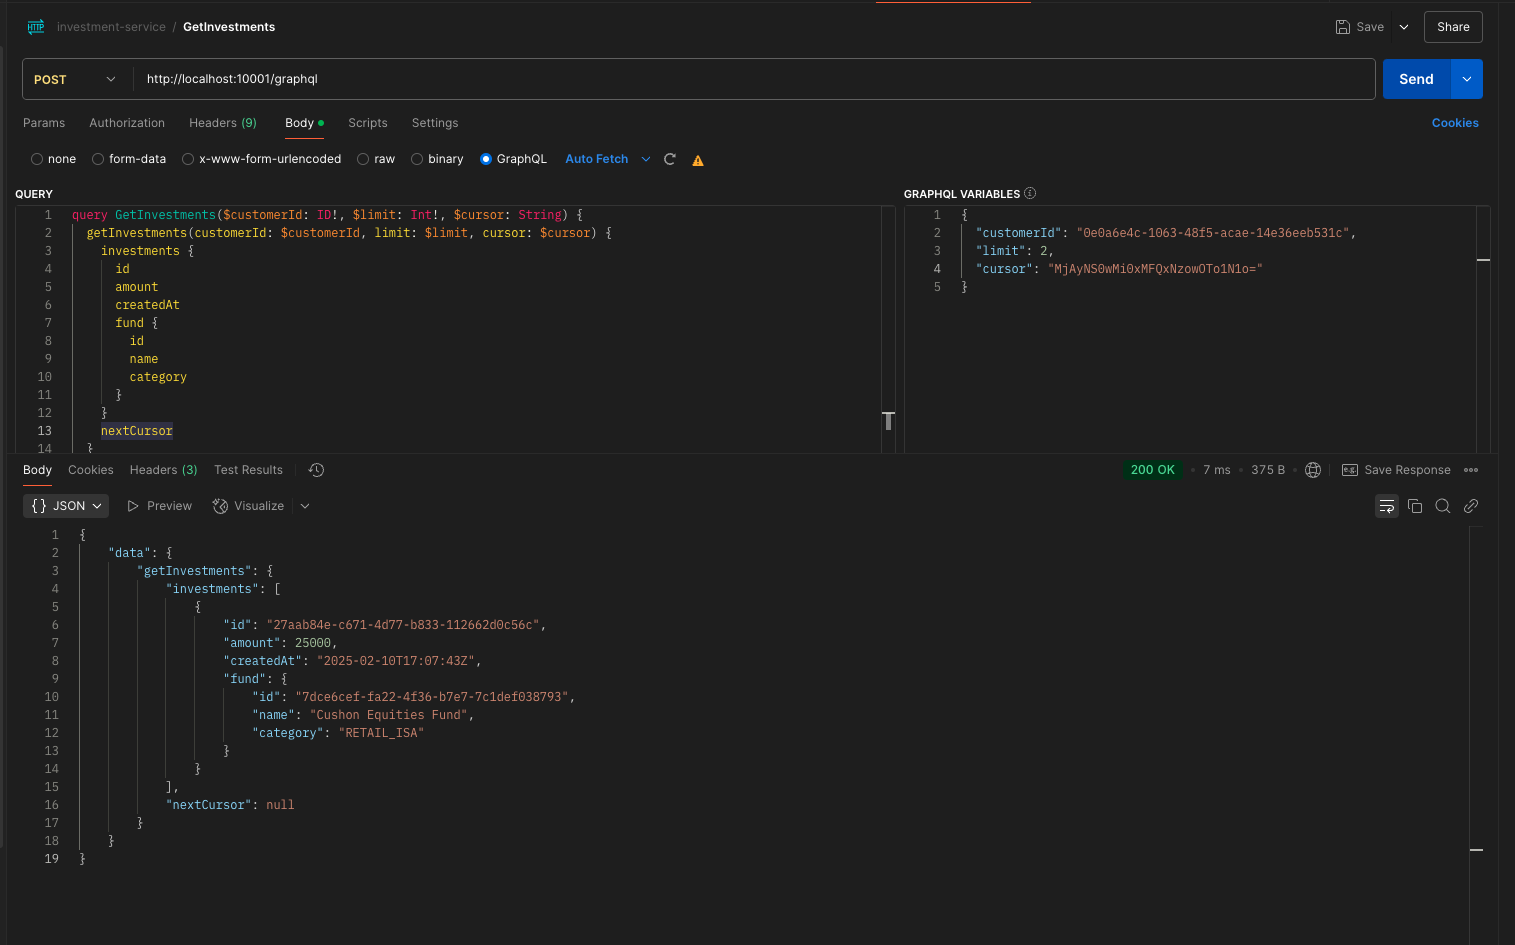 HTTP investment-service / GetInvestments Save Share
POST http://localhost:10001/graphql Send
Params Authorization Headers (9) Body Scripts Settings Cookies
none form-data x-www-form-urlencoded raw binary GraphQL Auto Fetch
QUERY
1 query GetInvestments($customerId: ID!, $limit: Int!, $cursor: String) {
2 getInvestments(customerId: $customerId, limit: $limit, cursor: $cursor) {
3 investments {
4 id
5 amount
6 createdAt
7 fund {
8 id
9 name
10 category
11 }
12 }
13 nextCursor
14 }
GRAPHQL VARIABLES
1 {
2 "customerId": "0e0a6e4c-1063-48f5-acae-14e36eeb531c",
3 "limit": 2,
4 "cursor": "MjAyNS0wMi0xMFQxNzowOTo1N1o="
5 }
Body Cookies Headers (3) Test Results 200 OK 7 ms 375 B e.g. Save Response
{} JSON Preview Visualize
1 {
2 "data": {
3 "getInvestments": {
4 "investments": [
5 {
6 "id": "27aab84e-c671-4d77-b833-112662d0c56c",
7 "amount": 25000,
8 "createdAt": "2025-02-10T17:07:43Z",
9 "fund": {
10 "id": "7dce6cef-fa22-4f36-b7e7-7c1def038793",
11 "name": "Cushon Equities Fund",
12 "category": "RETAIL_ISA"
13 }
14 }
15 ],
16 "nextCursor": null
17 }
18 }
19 }